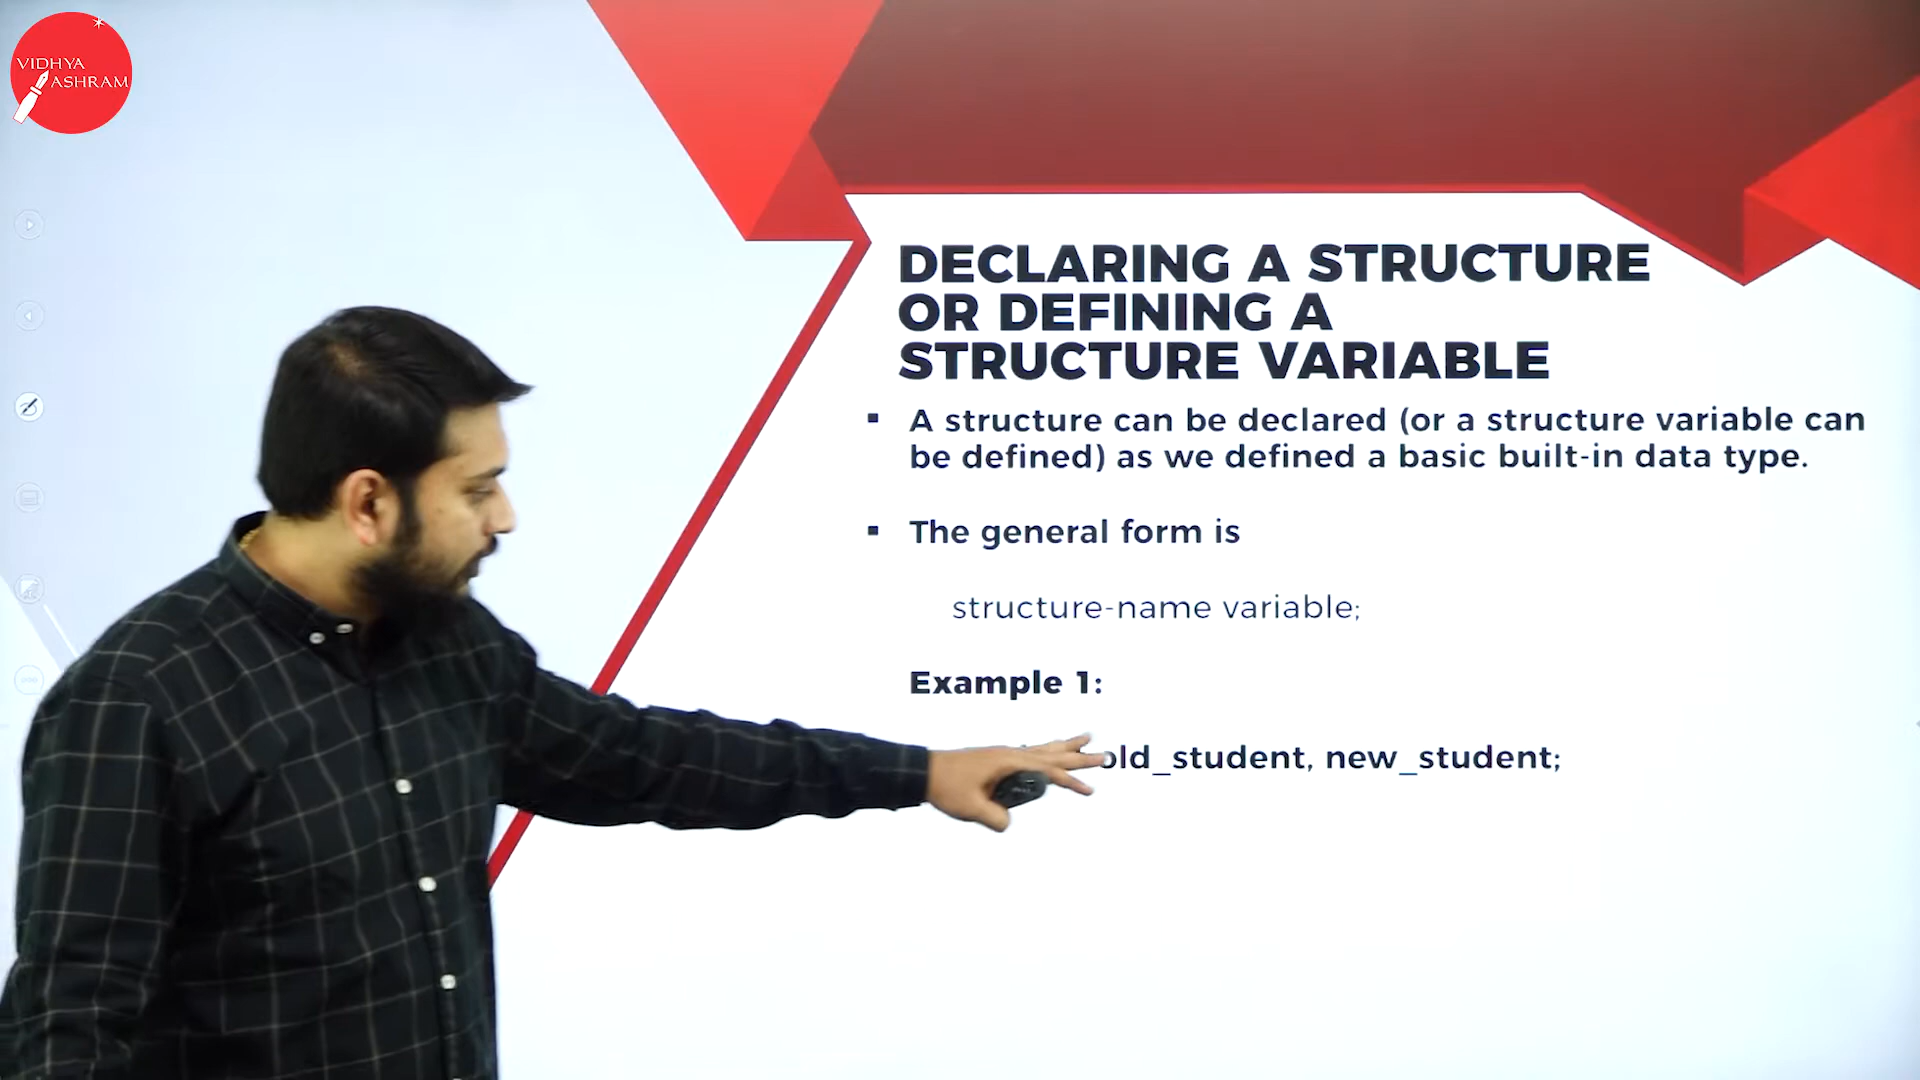 VIDHYA
ASHRAM
DECLARING A STRUCTURE
OR DEFINING A
STRUCTURE VARIABLE
▪ A structure can be declared (or a structure variable can
be defined) as we defined a basic built-in data type.
▪ The general form is
structure-name variable;
Example 1:
old_student, new_student;